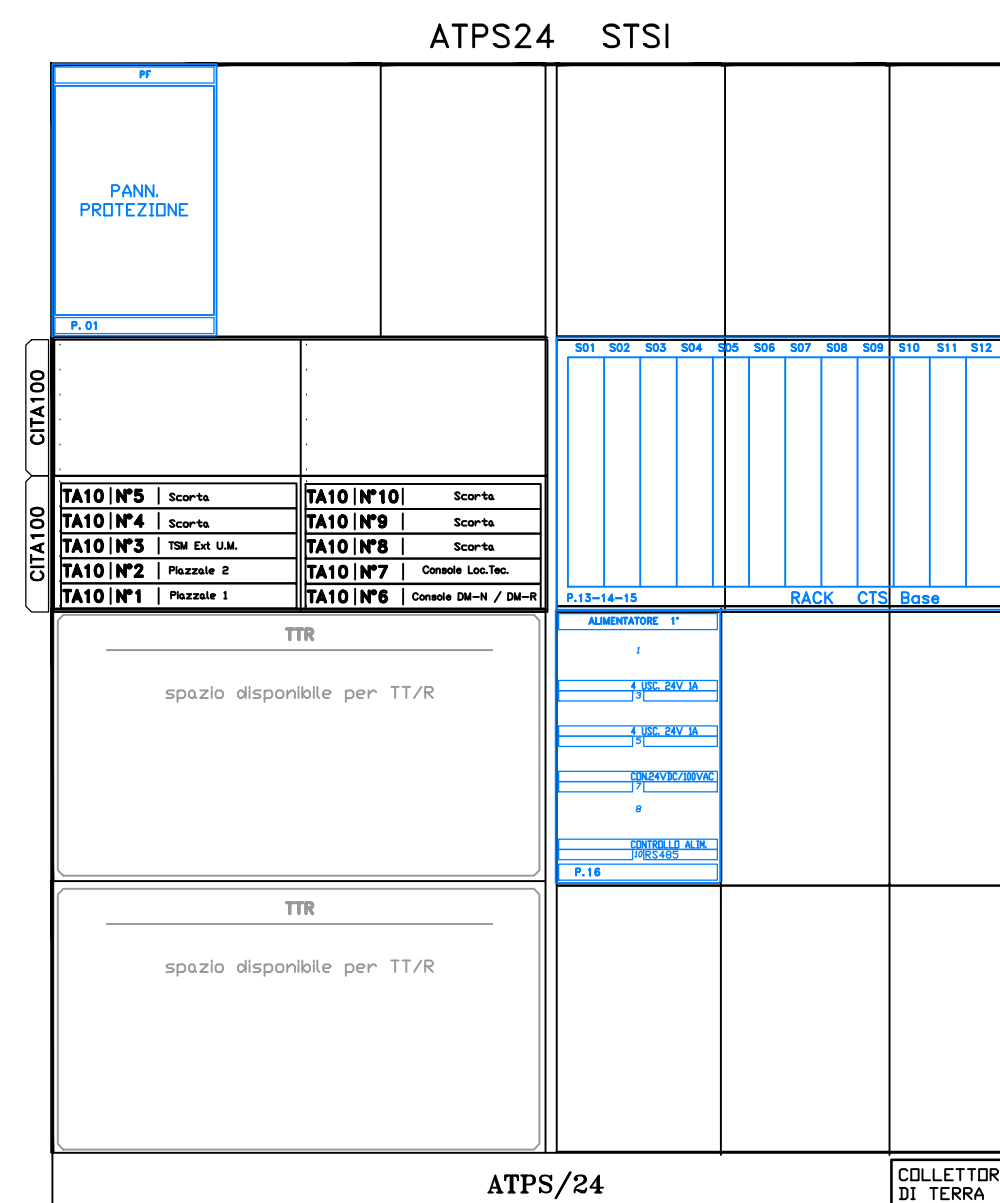 ATPS24 STSI
PF
PANN.
PROTEZIONE
P. 01
CITA100
CITA100
TA10 N°5 Scorta
TA10 N°4 Scorta
TA10 N°3 TSM Ext U.M.
TA10 N°2 Piazzale 2
TA10 N°1 Piazzale 1
TA10 N°10 Scorta
TA10 N°9 Scorta
TA10 N°8 Scorta
TA10 N°7 Console Loc.Tec.
TA10 N°6 Console DM-N / DM-R
S01 S02 S03 S04 S05 S06 S07 S08 S09 S10 S11 S12
P.13-14-15 RACK CTS Base
TTR
spazio disponibile per TT/R
ALIMENTATORE 1°
1
4 USC. 24V 1A
3
4 USC. 24V 1A
5
CON.24VDC/100VAC
7
8
CONTROLLO ALIM.
10 RS485
P.16
TTR
spazio disponibile per TT/R
ATPS/24
COLLETTOR
DI TERRA